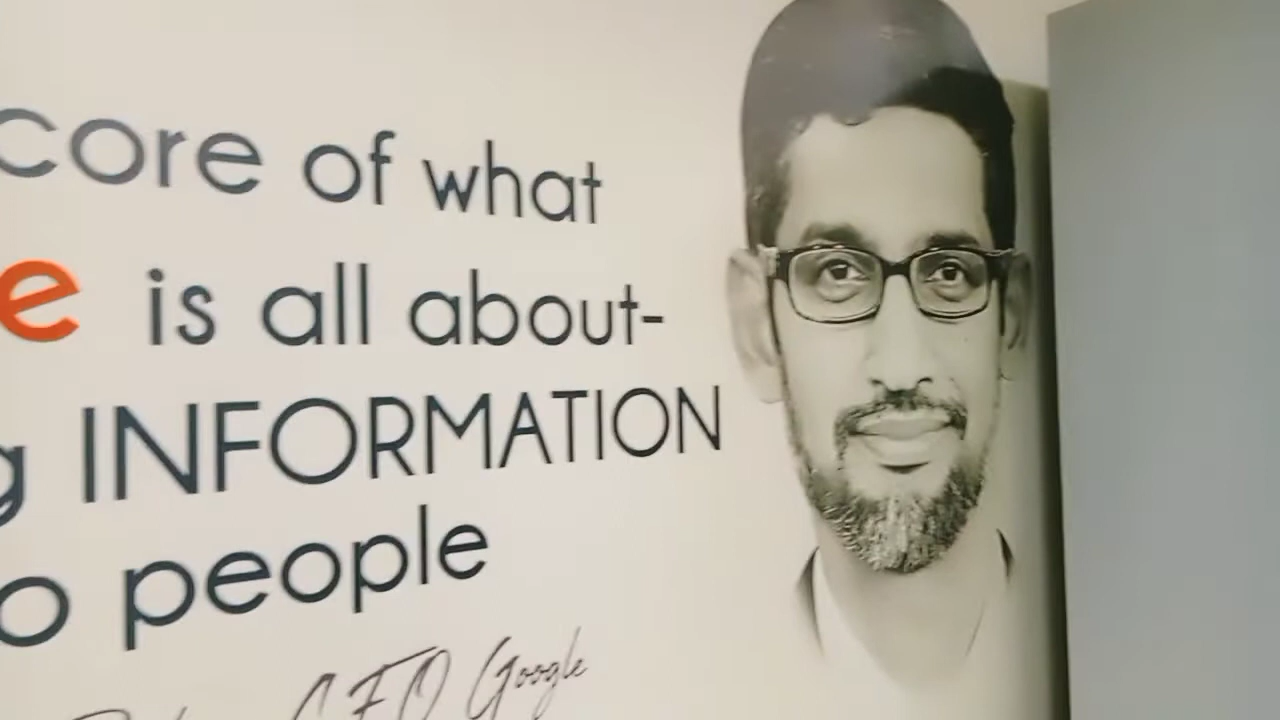 core of what
e is all about-
g INFORMATION
o people
CEO Google